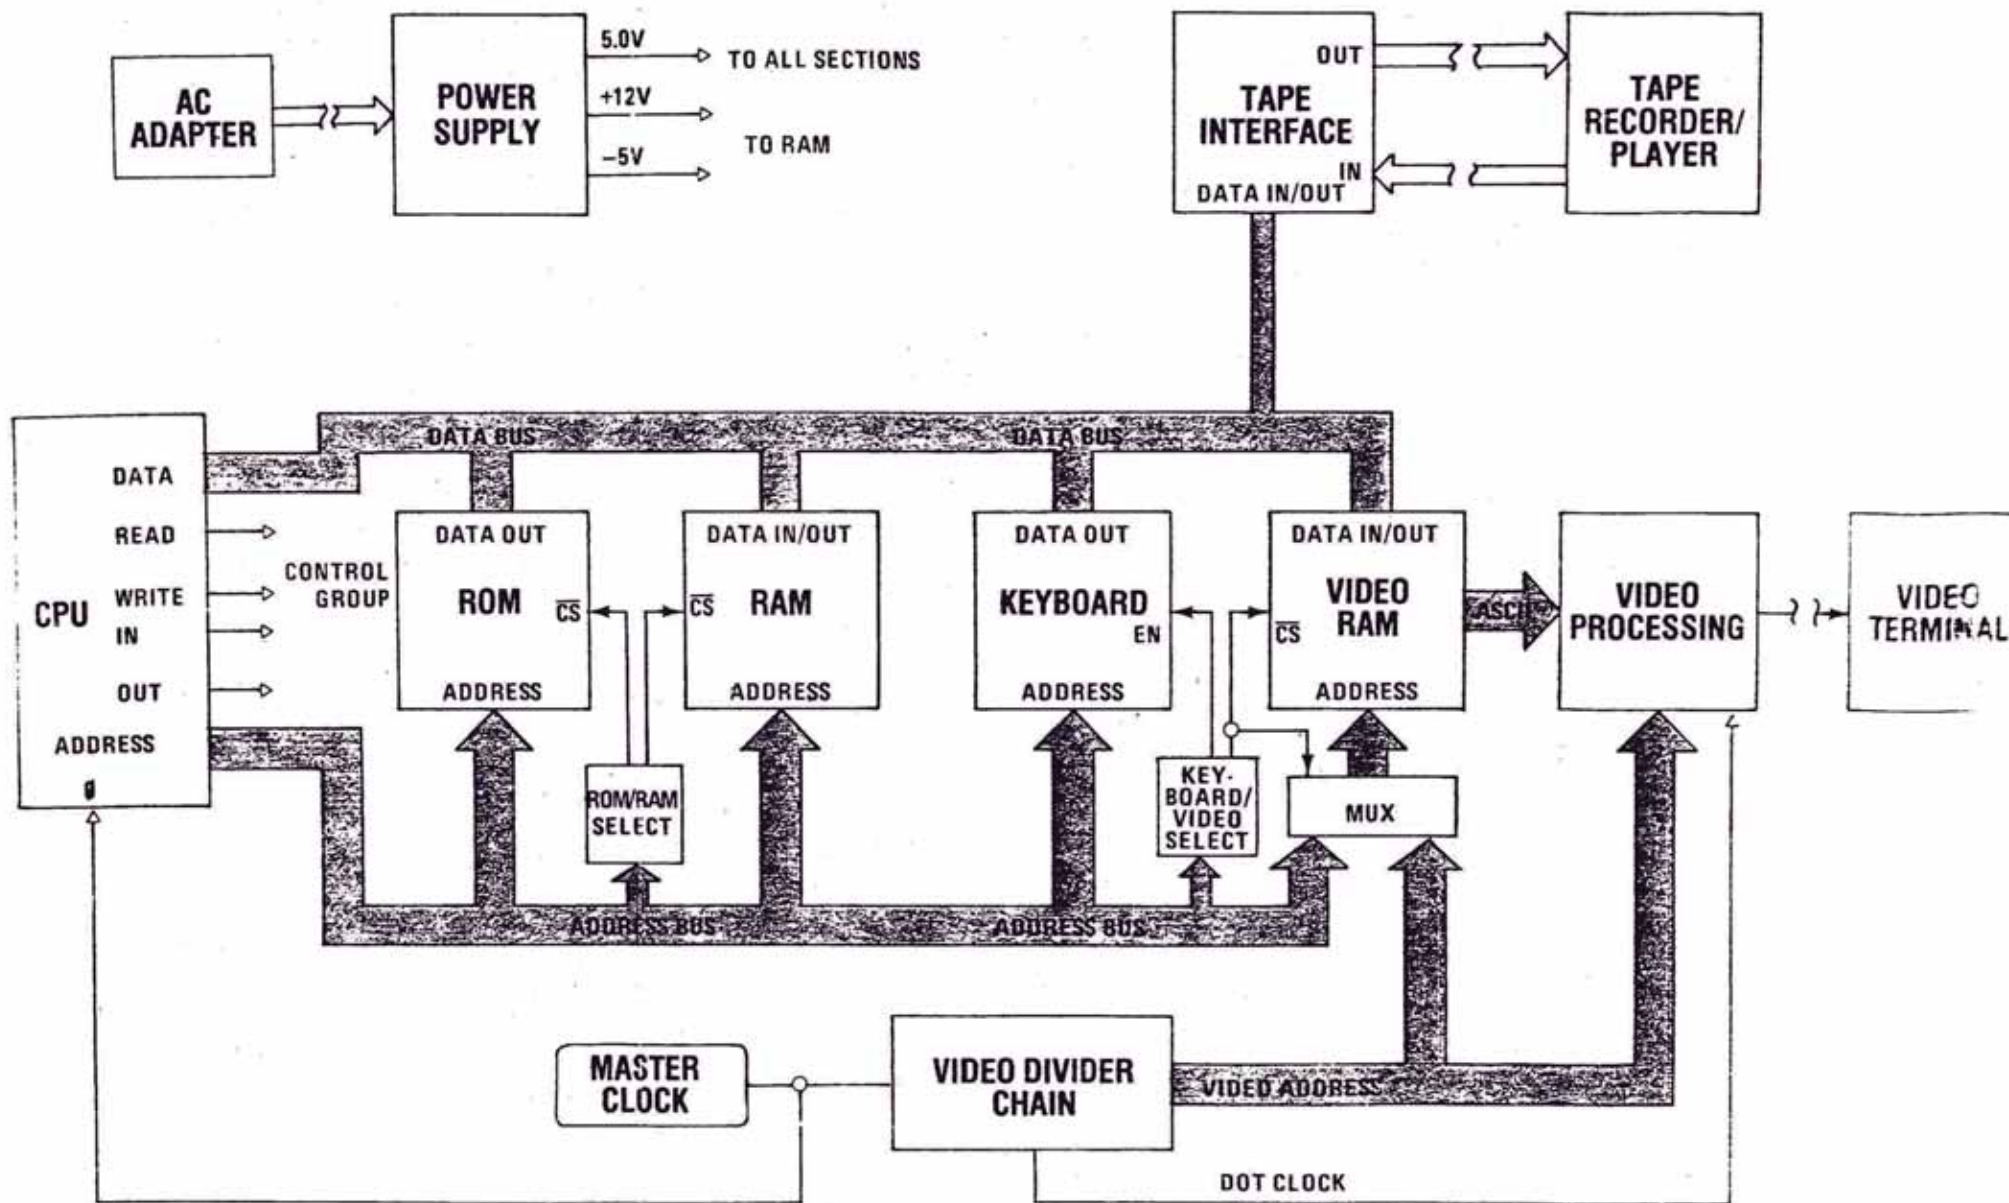 AC
ADAPTER
POWER
SUPPLY
5.0V
+12V
−5V
TO ALL SECTIONS
TO RAM
OUT
TAPE
INTERFACE
IN
DATA IN/OUT
TAPE
RECORDER/
PLAYER
DATA BUS
DATA BUS
CPU
DATA
READ
WRITE
IN
OUT
ADDRESS
CONTROL
GROUP
DATA OUT
ROM
CS
ADDRESS
DATA IN/OUT
CS
RAM
ADDRESS
DATA OUT
KEYBOARD
EN
ADDRESS
DATA IN/OUT
VIDEO
RAM
CS
ADDRESS
ASCII
VIDEO
PROCESSING
VIDEO
TERMINAL
ROM/RAM
SELECT
KEY-
BOARD/
VIDEO
SELECT
MUX
ADDRESS BUS
ADDRESS BUS
MASTER
CLOCK
VIDEO DIVIDER
CHAIN
VIDEO ADDRESS
DOT CLOCK